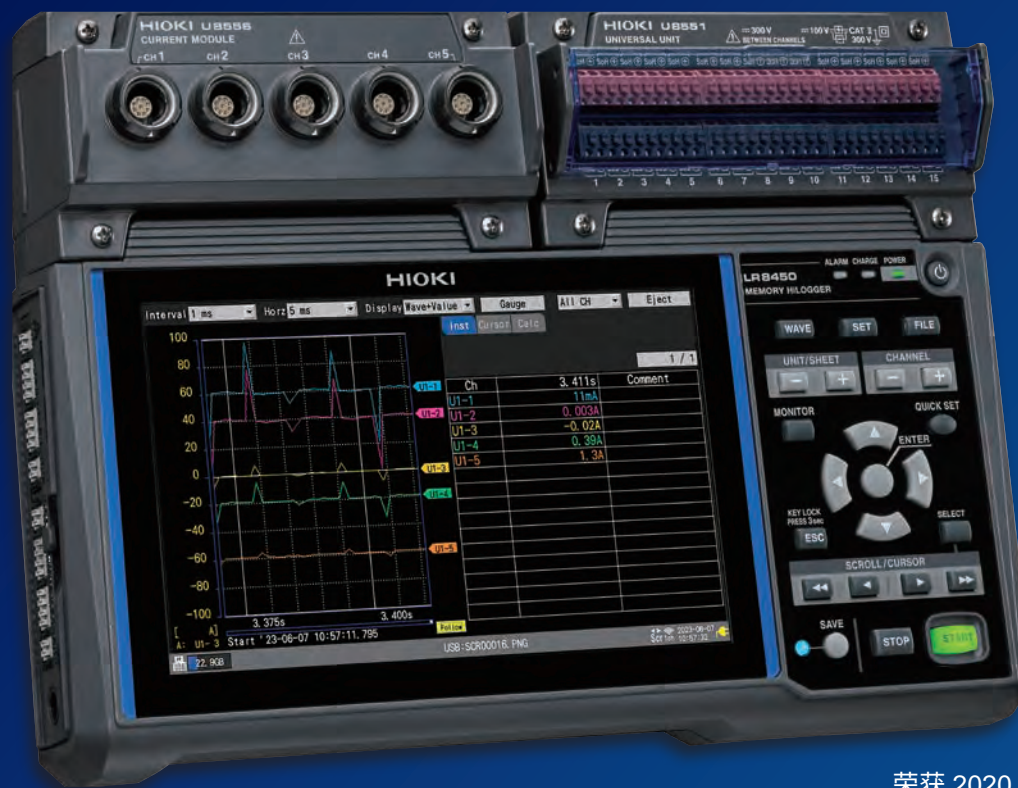 HIOKI U8556
CURRENT MODULE
CH1 CH2 CH3 CH4 CH5
HIOKI U8551
UNIVERSAL UNIT
300V
BETWEEN CHANNELS
100V
300V
1 2 3 4 5 6 7 8 9 10 11 12 13 14 15
HIOKI
Interval 1 ms Horz 5 ms Display Wave+Value Gauge All CH Eject
Inst Cursor Calc
1 / 1
Ch 3.411s Comment
U1-1 11mA
U1-2 0.003A
U1-3 -0.02A
U1-4 0.39A
U1-5 1.3A
100
80
60
40
20
0
-20
-40
-60
-80
-100
U1-1
U1-2
U1-3
U1-4
U1-5
3.375s 3.400s
[ A]
A: U1- 3 Start '23-06-07 10:57:11.795
Follow
22.9GB
USB:SCR00016.PNG
2023-06-07
10:57:32
LR8450
MEMORY HiLOGGER
ALARM CHARGE POWER
WAVE SET FILE
UNIT/SHEET CHANNEL
− + − +
MONITOR QUICK SET
ENTER
KEY LOCK
PRESS 3sec
ESC
SELECT
SCROLL/CURSOR
SAVE
STOP START
荣获 2020